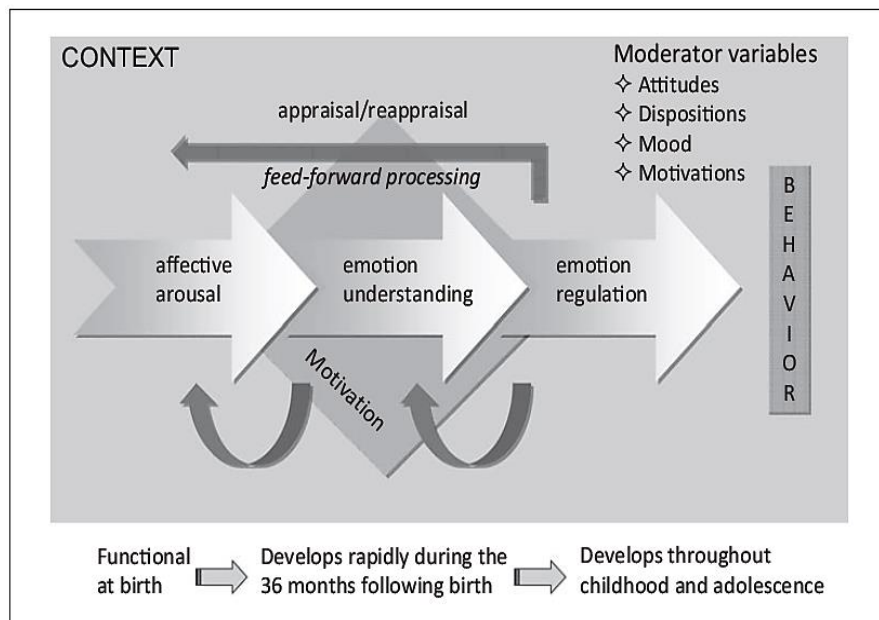 CONTEXT
Moderator variables
✧ Attitudes
✧ Dispositions
✧ Mood
✧ Motivations
appraisal/reappraisal
feed-forward processing
affective
arousal
emotion
understanding
emotion
regulation
Motivation
BEHAVIOR
Functional
at birth
Develops rapidly during the
36 months following birth
Develops throughout
childhood and adolescence